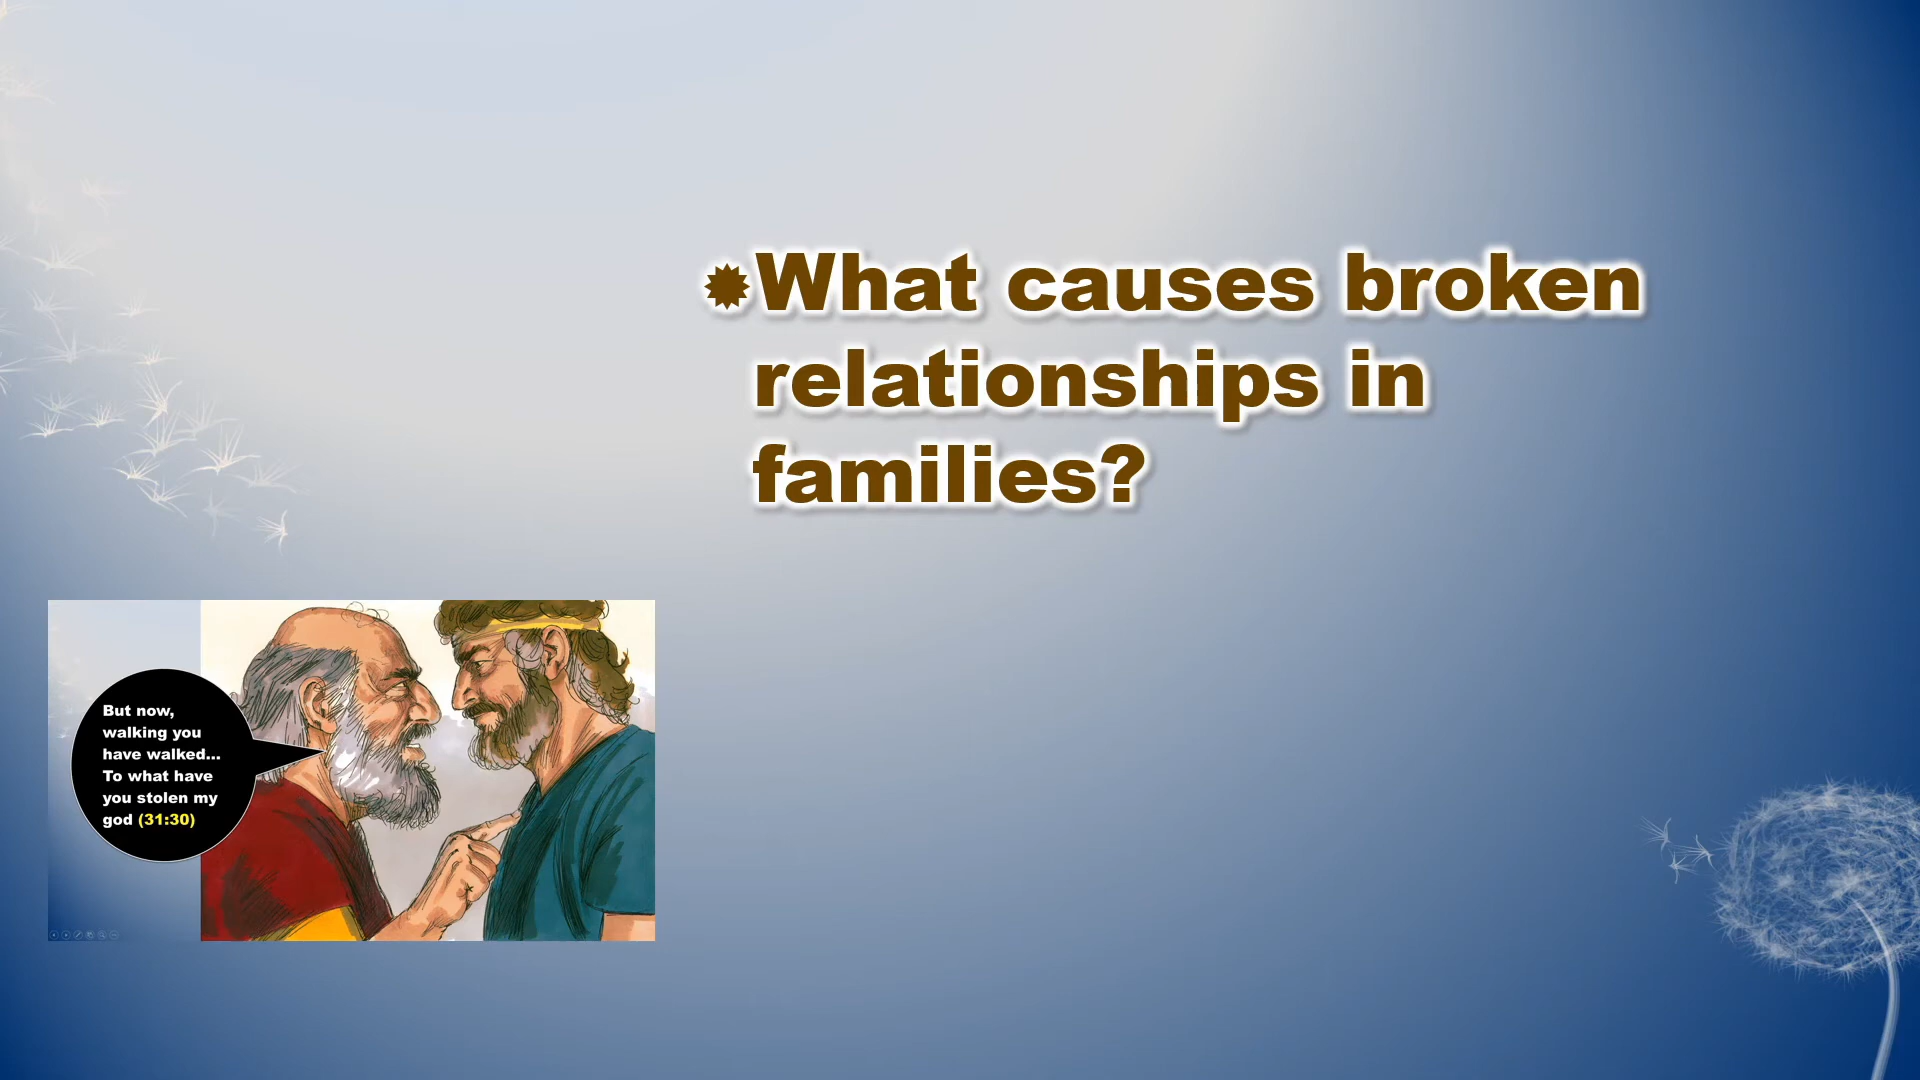 What causes broken
relationships in
families?
But now,
walking you
have walked...
To what have
you stolen my
god (31:30)